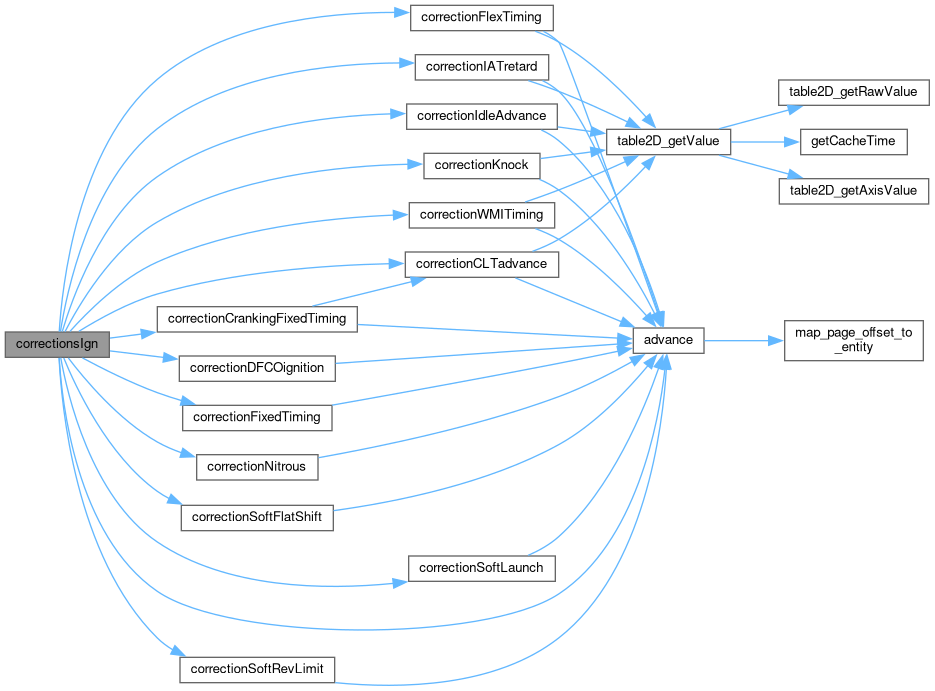 correctionFlexTiming
correctionIATretard
correctionIdleAdvance
correctionKnock
correctionWMITiming
correctionCLTadvance
correctionCrankingFixedTiming
correctionsIgn
correctionDFCOignition
correctionFixedTiming
correctionNitrous
correctionSoftFlatShift
correctionSoftLaunch
correctionSoftRevLimit
table2D_getValue
advance
table2D_getRawValue
getCacheTime
table2D_getAxisValue
map_page_offset_to
_entity